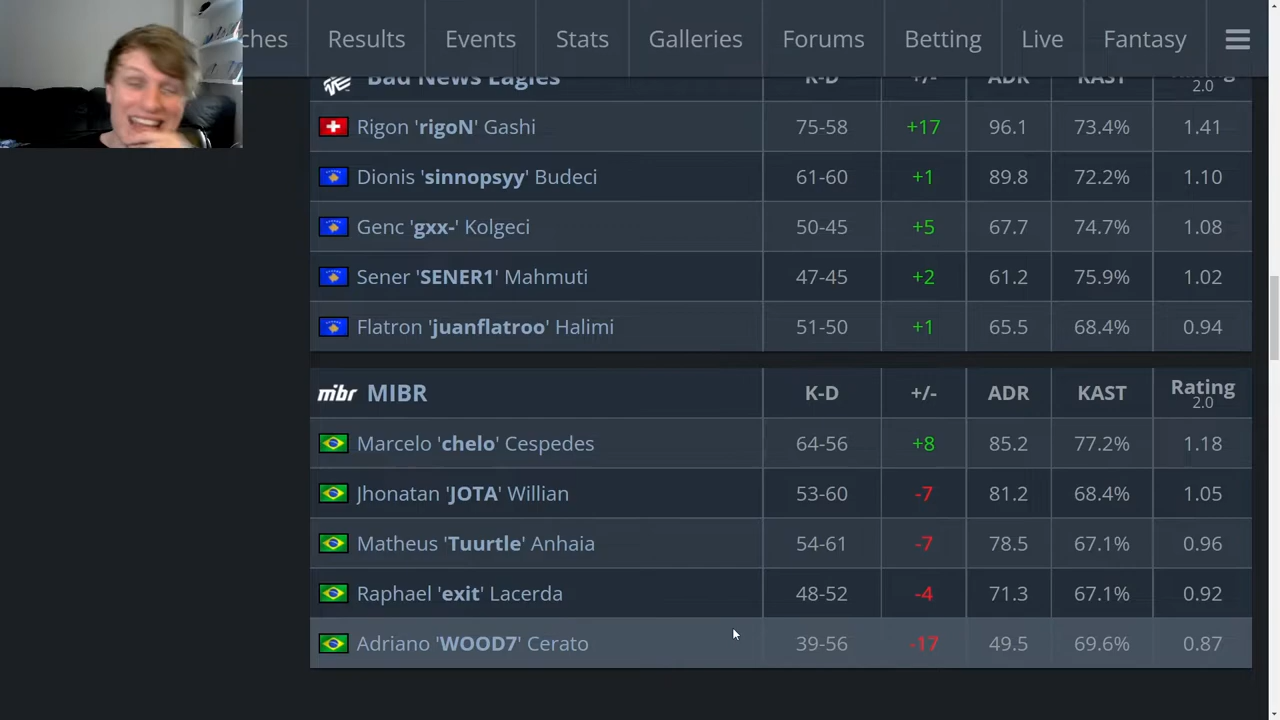 ches Results Events Stats Galleries Forums Betting Live Fantasy
Bad News Eagles K-D +/- ADR KAST Rating 2.0
Rigon 'rigoN' Gashi 75-58 +17 96.1 73.4% 1.41
Dionis 'sinnopsyy' Budeci 61-60 +1 89.8 72.2% 1.10
Genc 'gxx-' Kolgeci 50-45 +5 67.7 74.7% 1.08
Sener 'SENER1' Mahmuti 47-45 +2 61.2 75.9% 1.02
Flatron 'juanflatroo' Halimi 51-50 +1 65.5 68.4% 0.94
mibr MIBR K-D +/- ADR KAST Rating 2.0
Marcelo 'chelo' Cespedes 64-56 +8 85.2 77.2% 1.18
Jhonatan 'JOTA' Willian 53-60 -7 81.2 68.4% 1.05
Matheus 'Tuurtle' Anhaia 54-61 -7 78.5 67.1% 0.96
Raphael 'exit' Lacerda 48-52 -4 71.3 67.1% 0.92
Adriano 'WOOD7' Cerato 39-56 -17 49.5 69.6% 0.87